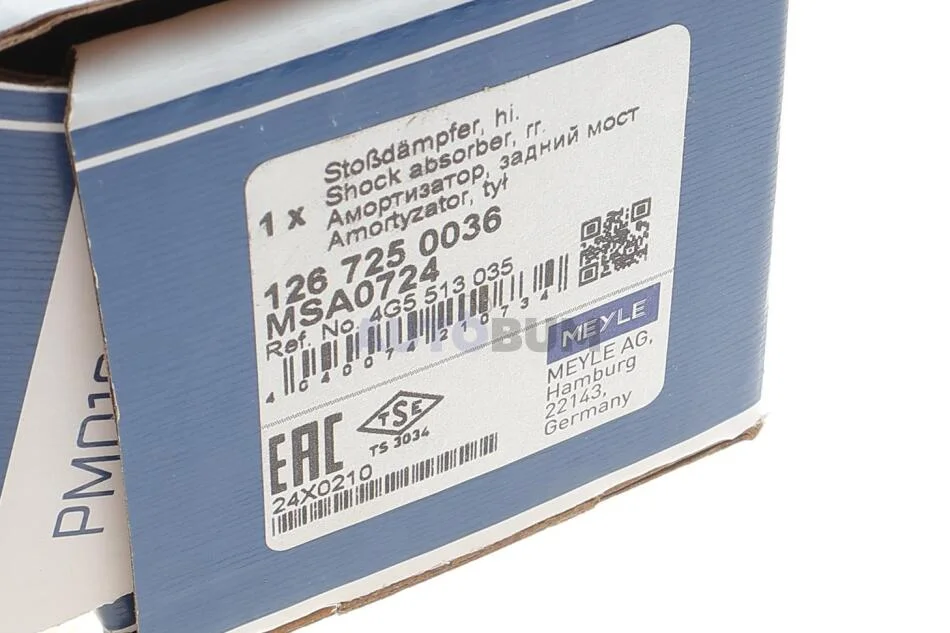 Stoßdämpfer, hi.
Shock absorber, rr.
Амортизатор, задний мост
Amortyzator, tył
1 x
126 725 0036
MSA0724
Ref. No. 4G5 513 035
AUTOBUM
MEYLE
MEYLE AG,
Hamburg
22143,
Germany
EAC
TSE
TS 3034
24X0210